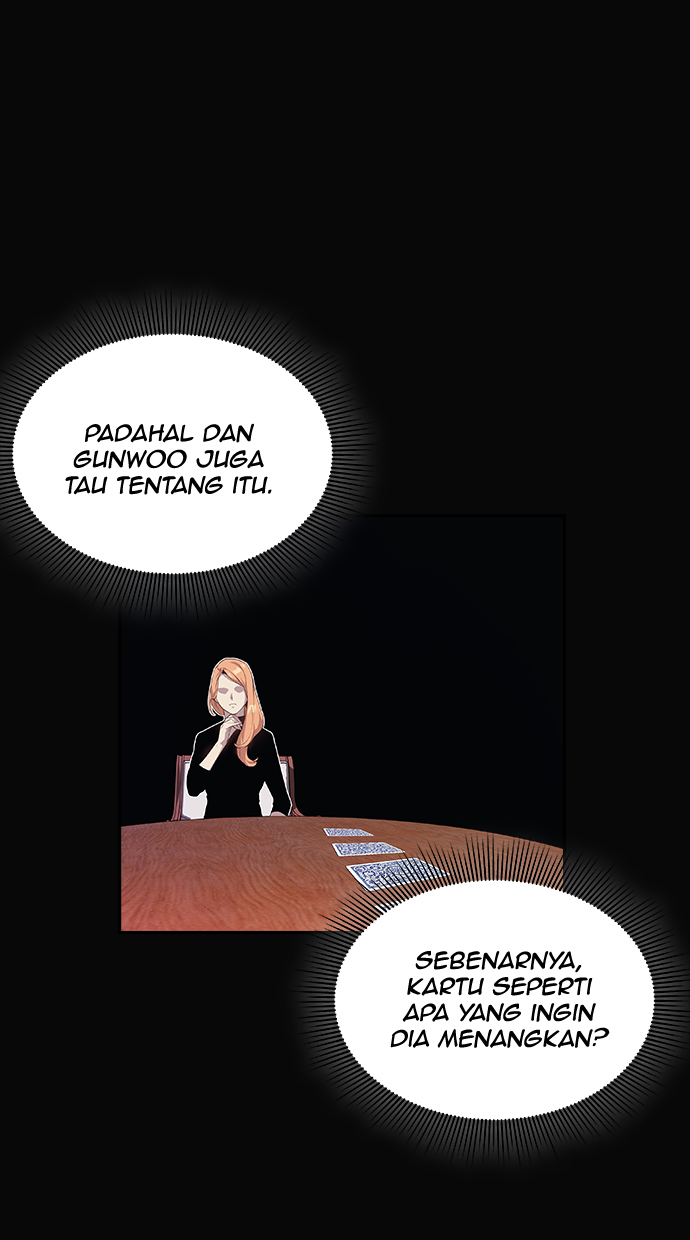 PADAHAL DAN
GUNWOO JUGA
TAU TENTANG ITU.
SEBENARNYA,
KARTU SEPERTI
APA YANG INGIN
DIA MENANGKAN?